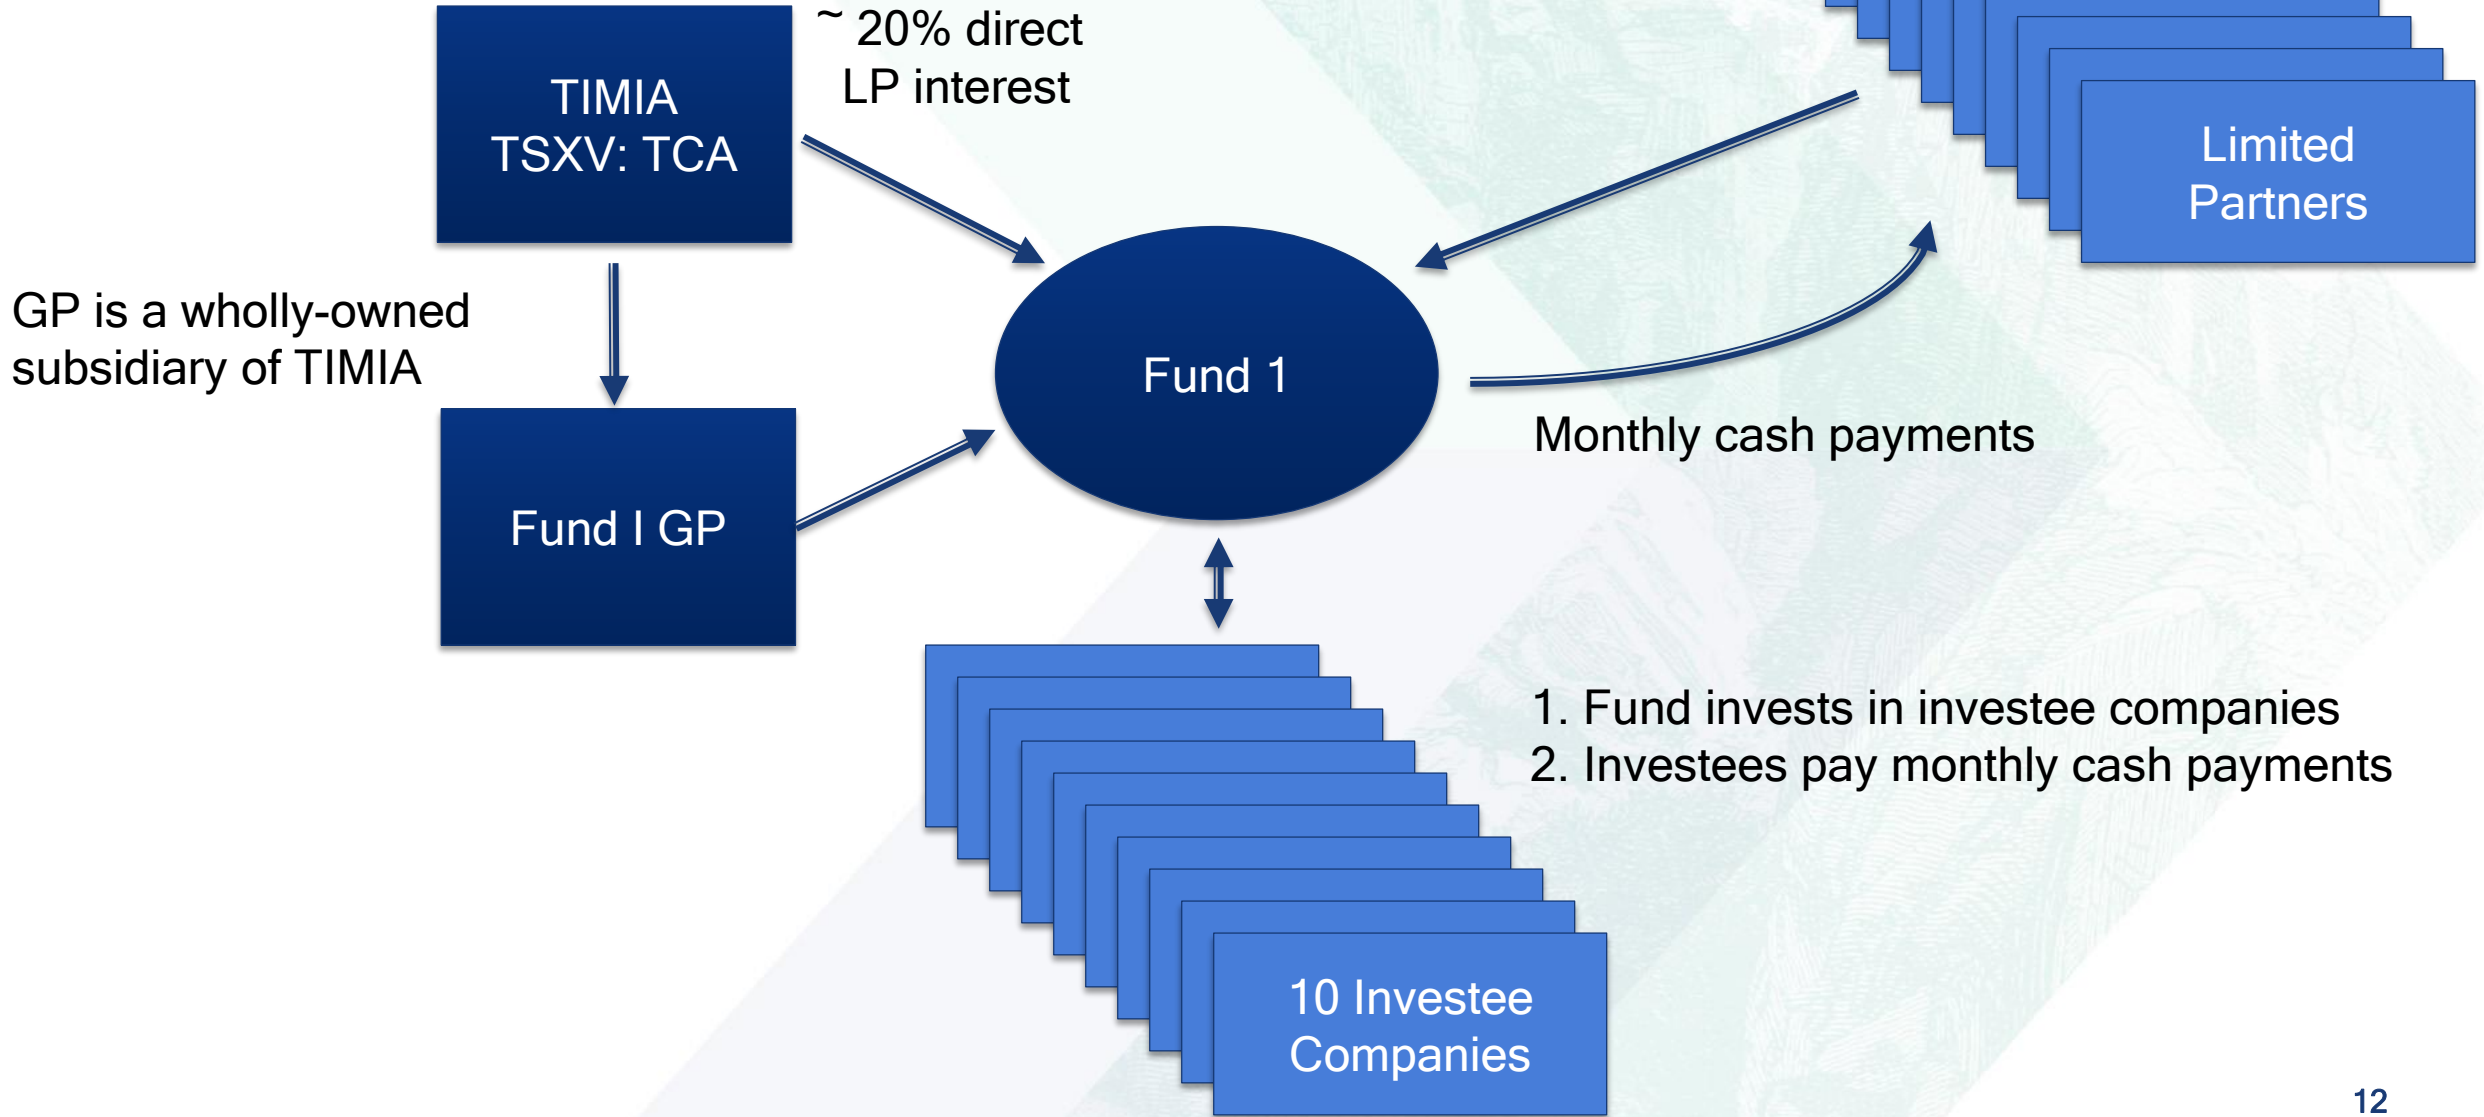 ~ 20% direct
LP interest
TIMIA
TSXV: TCA
Limited
Partners
GP is a wholly-owned
subsidiary of TIMIA
Fund 1
Monthly cash payments
Fund I GP
1. Fund invests in investee companies
2. Investees pay monthly cash payments
10 Investee
Companies
12